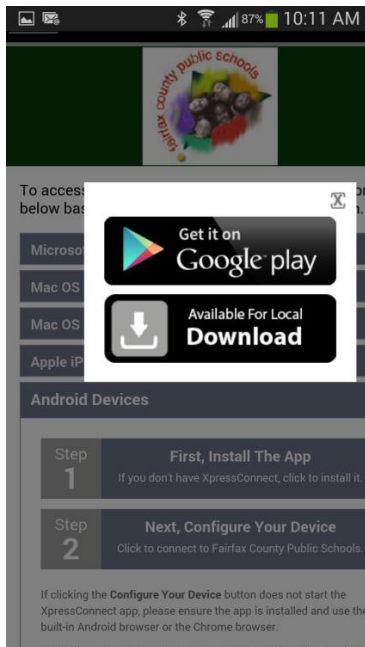 87% 10:11 AM
fairfax county public schools
To access
below bas
n.
X
Get it on
Google play
Available For Local
Download
Microso
Mac OS
Mac OS
Apple iP
Android Devices
Step
1
First, Install The App
If you don't have XpressConnect, click to install it.
Step
2
Next, Configure Your Device
Click to connect to Fairfax County Public Schools.
If clicking the Configure Your Device button does not start the
XpressConnect app, please ensure the app is installed and use the
built-in Android browser or the Chrome browser.